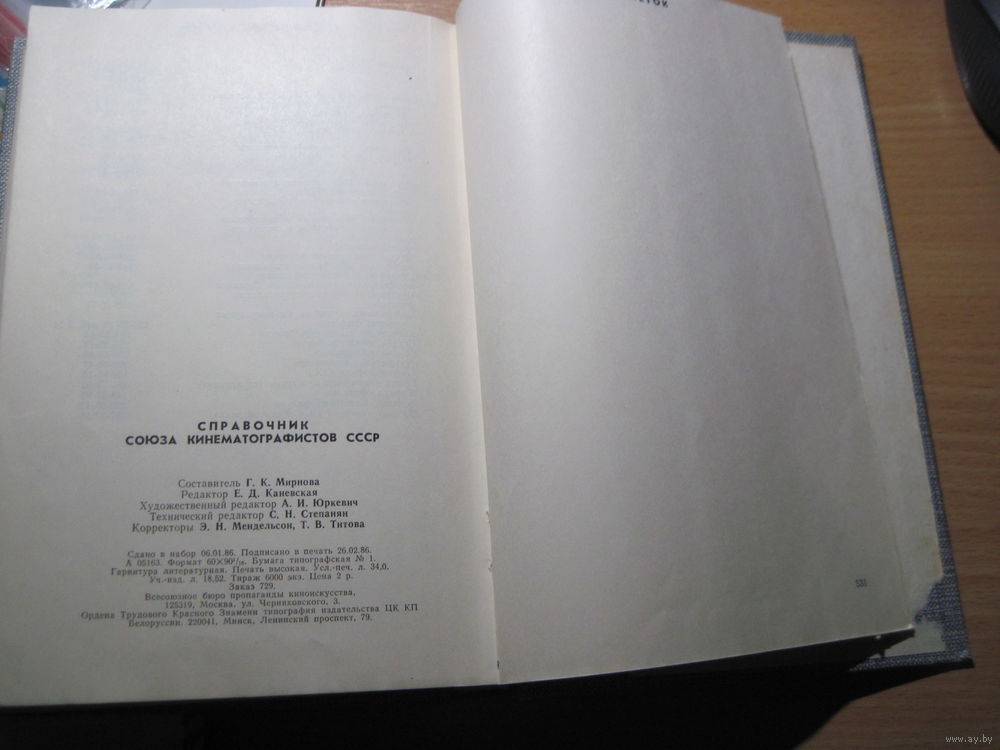 СПРАВОЧНИК
СОЮЗА КИНЕМАТОГРАФИСТОВ СССР
Составитель Г. К. Мирнова
Редактор Е. Д. Каневская
Художественный редактор А. И. Юркевич
Технический редактор С. Н. Степанян
Корректоры Э. Н. Мендельсон, Т. В. Титова
Сдано в набор 06.01.86. Подписано в печать 26.02.86.
А 05163. Формат 60×90¹/₁₆. Бумага типографская № 1.
Гарнитура литературная. Печать высокая. Усл.-печ. л. 34,0.
Уч.-изд. л. 18,52. Тираж 6000 экз. Цена 2 р.
Заказ 729.
Всесоюзное бюро пропаганды киноискусства,
125319, Москва, ул. Черняховского, 3.
Ордена Трудового Красного Знамени типография издательства ЦК КП
Белоруссии. 220041, Минск, Ленинский проспект, 79.
www.ay.by